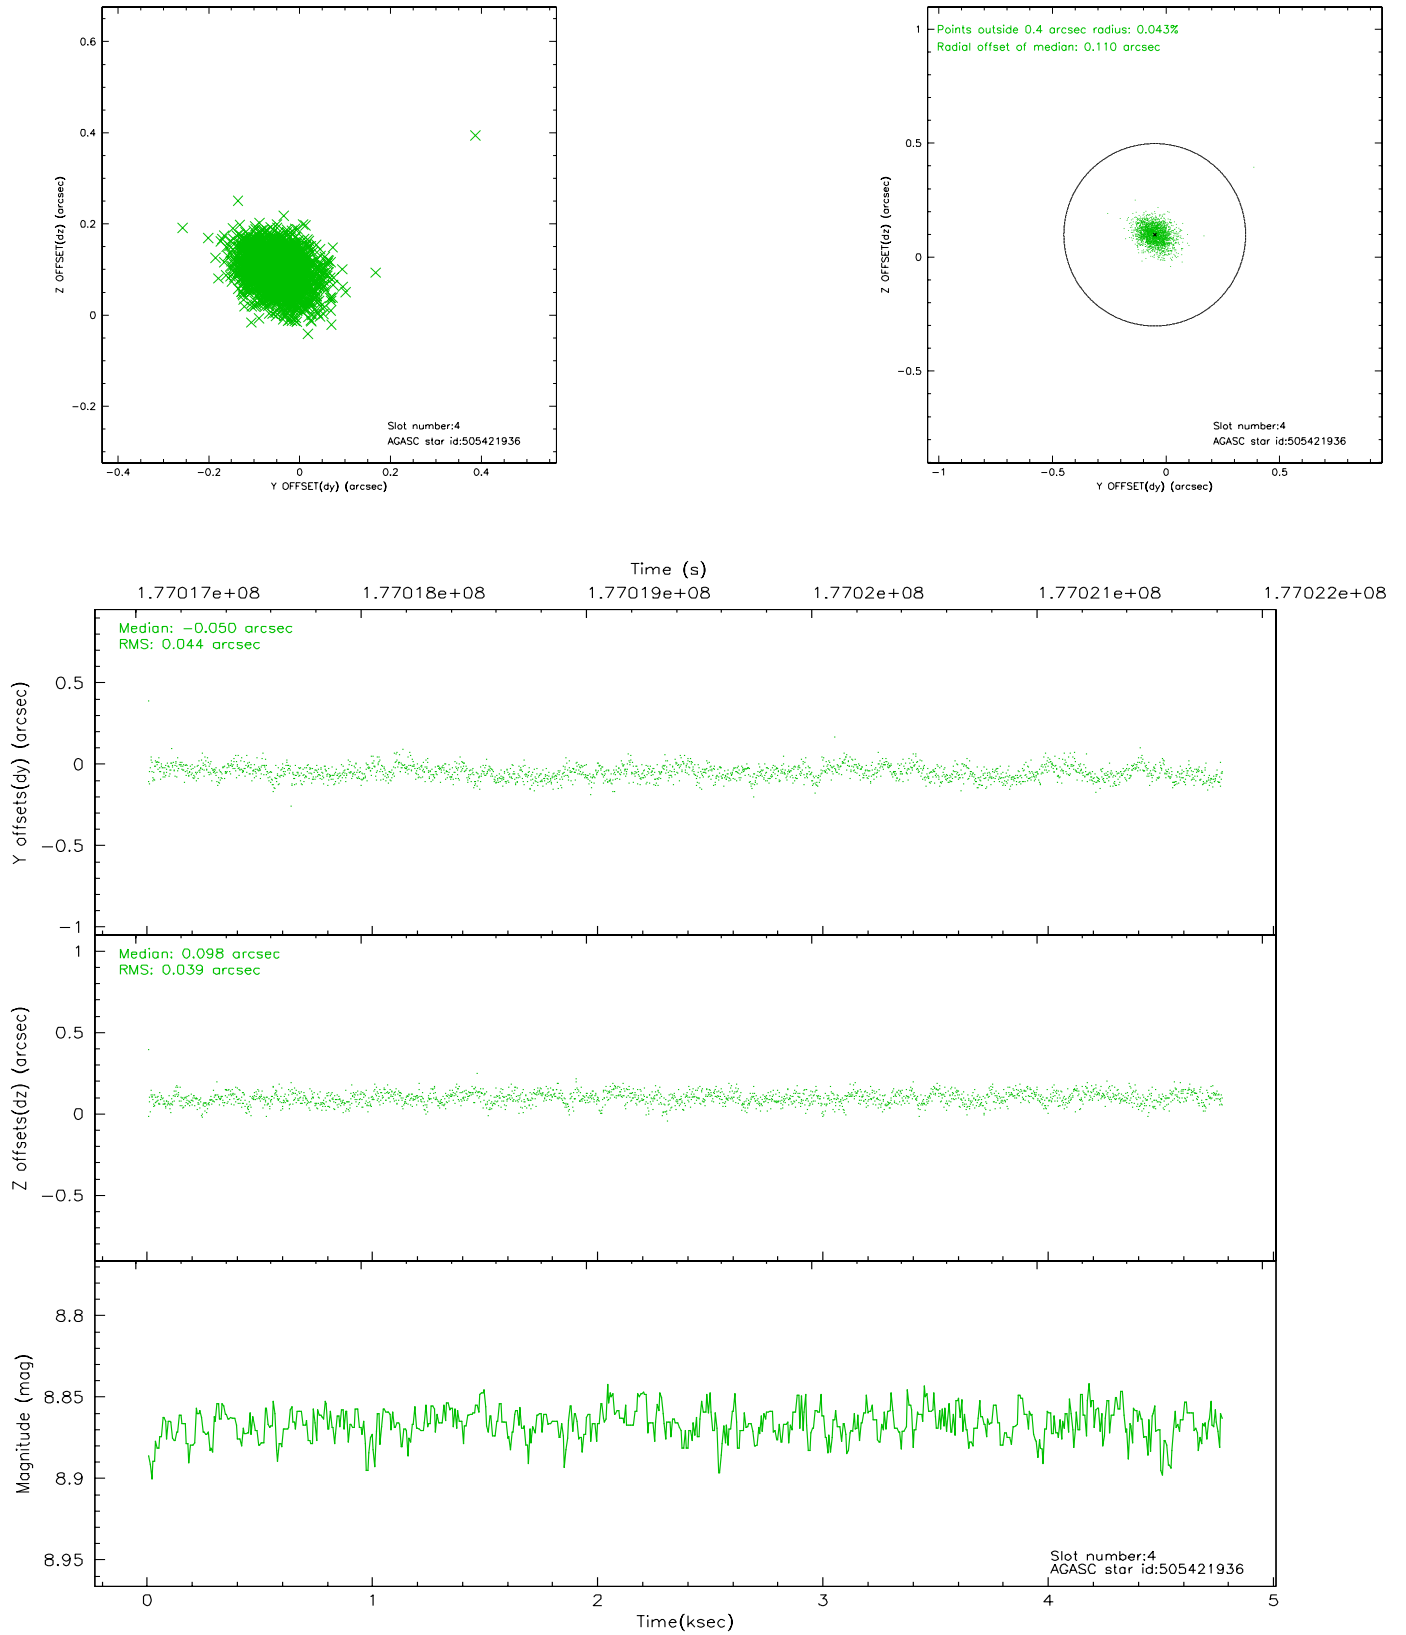 0.6
0.4
0.2
0
−0.2
Z OFFSET(dz) (arcsec)
Slot number:4
AGASC star id:505421936
−0.4 −0.2 0 0.2 0.4
Y OFFSET(dy) (arcsec)
Points outside 0.4 arcsec radius: 0.043%
Radial offset of median: 0.110 arcsec
1
0.5
0
−0.5
Z OFFSET(dz) (arcsec)
Slot number:4
AGASC star id:505421936
−1 −0.5 0 0.5
Y OFFSET(dy) (arcsec)
Time (s)
1.77017e+08 1.77018e+08 1.77019e+08 1.7702e+08 1.77021e+08 1.77022e+08
Median: −0.050 arcsec
RMS: 0.044 arcsec
0.5
0
−0.5
−1
Y offsets(dy) (arcsec)
Median: 0.098 arcsec
RMS: 0.039 arcsec
1
0.5
0
−0.5
Z offsets(dz) (arcsec)
8.8
8.85
8.9
8.95
Magnitude (mag)
Slot number:4
AGASC star id:505421936
0 1 2 3 4 5
Time(ksec)